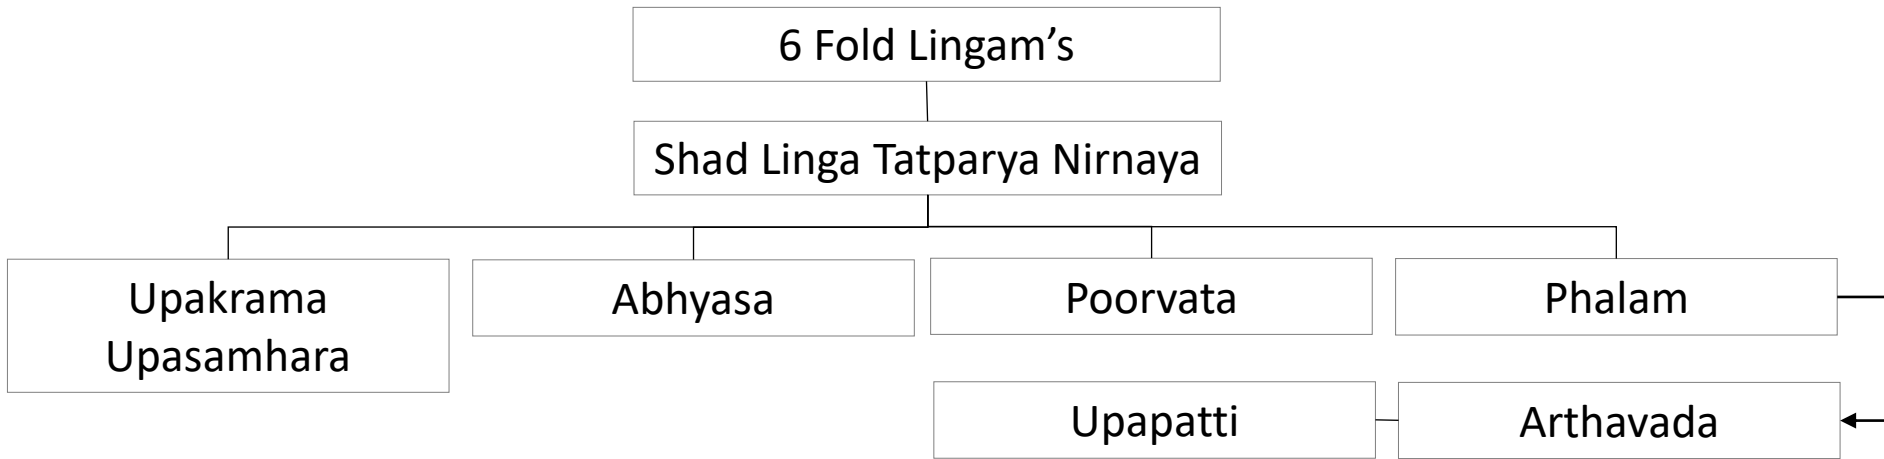 6 Fold Lingam’s
Shad Linga Tatparya Nirnaya
Upakrama
Upasamhara
Abhyasa
Poorvata
Phalam
Upapatti
Arthavada